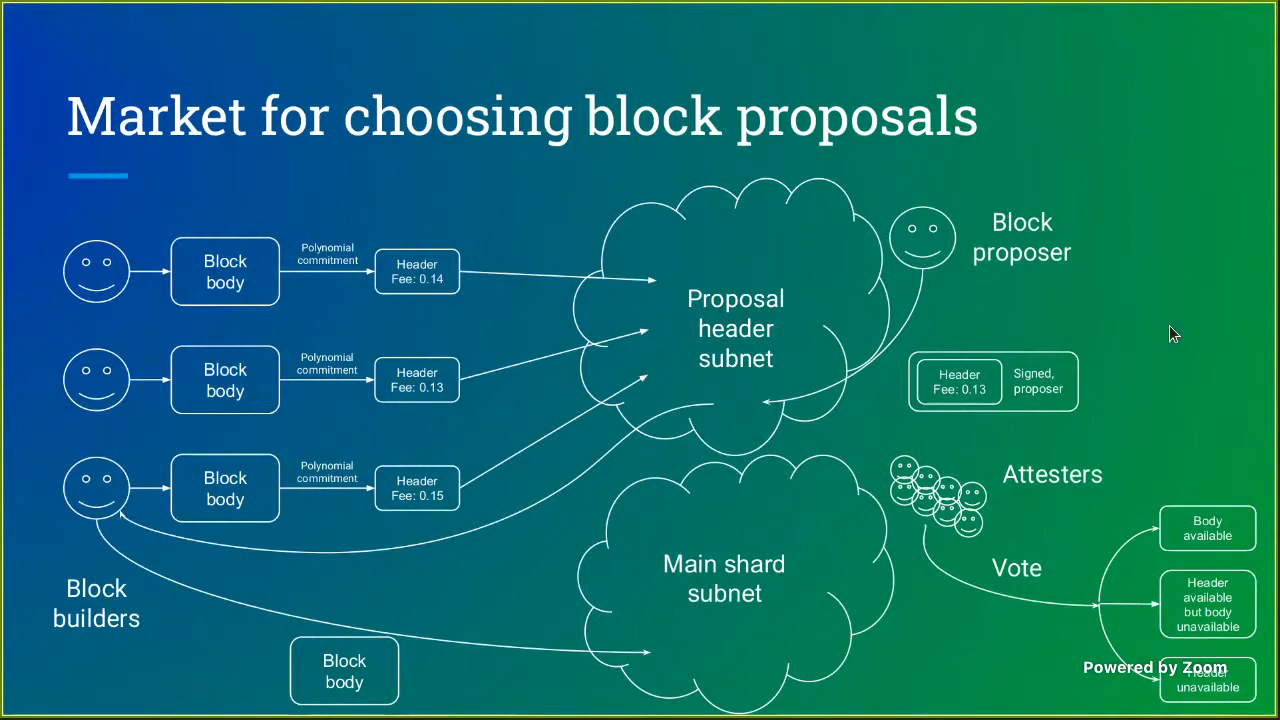 Market for choosing block proposals
Block
body
Polynomial
commitment
Header
Fee: 0.14
Block
body
Polynomial
commitment
Header
Fee: 0.13
Block
body
Polynomial
commitment
Header
Fee: 0.15
Block
builders
Block
body
Proposal
header
subnet
Main shard
subnet
Block
proposer
Header
Fee: 0.13
Signed,
proposer
Attesters
Vote
Body
available
Header
available
but body
unavailable
Header
unavailable
Powered by Zoom